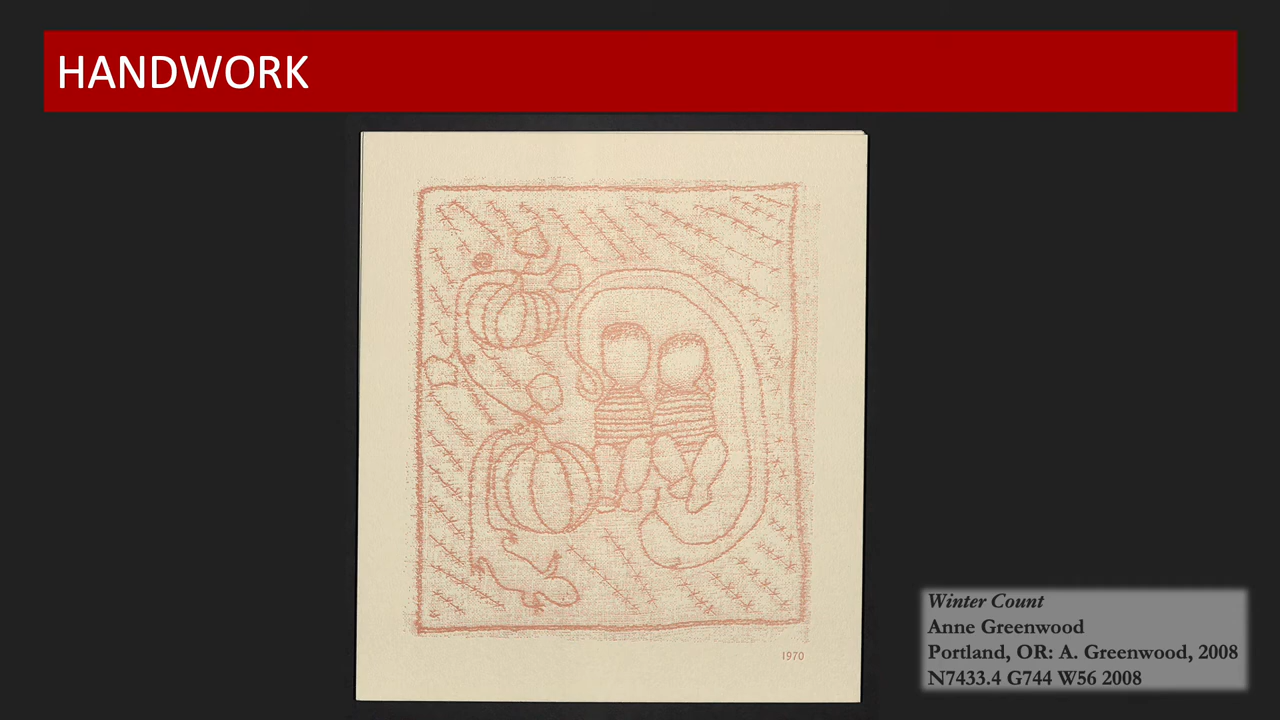 HANDWORK
1970
Winter Count
Anne Greenwood
Portland, OR: A. Greenwood, 2008
N7433.4 G744 W56 2008